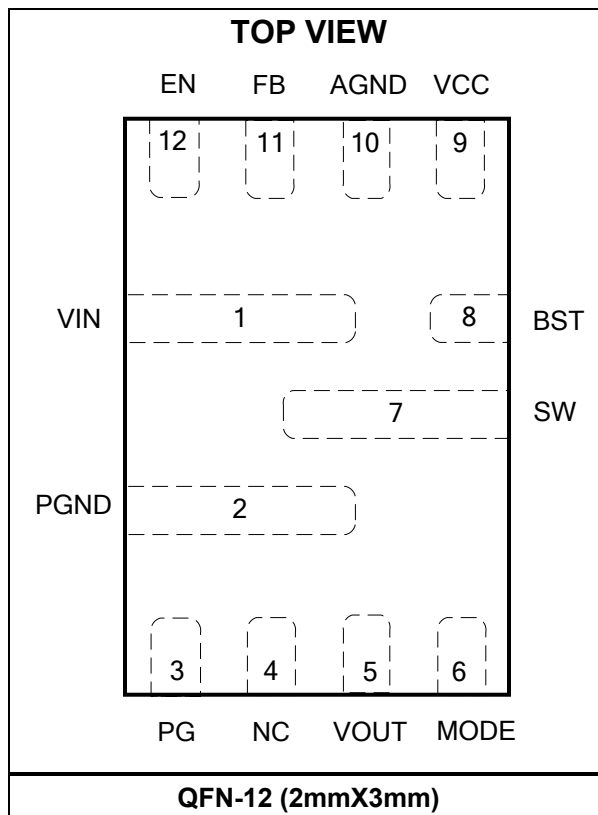 TOP VIEW
EN FB AGND VCC
12 11 10 9
VIN 1 8 BST
7 SW
PGND 2
3 4 5 6
PG NC VOUT MODE
QFN-12 (2mmX3mm)